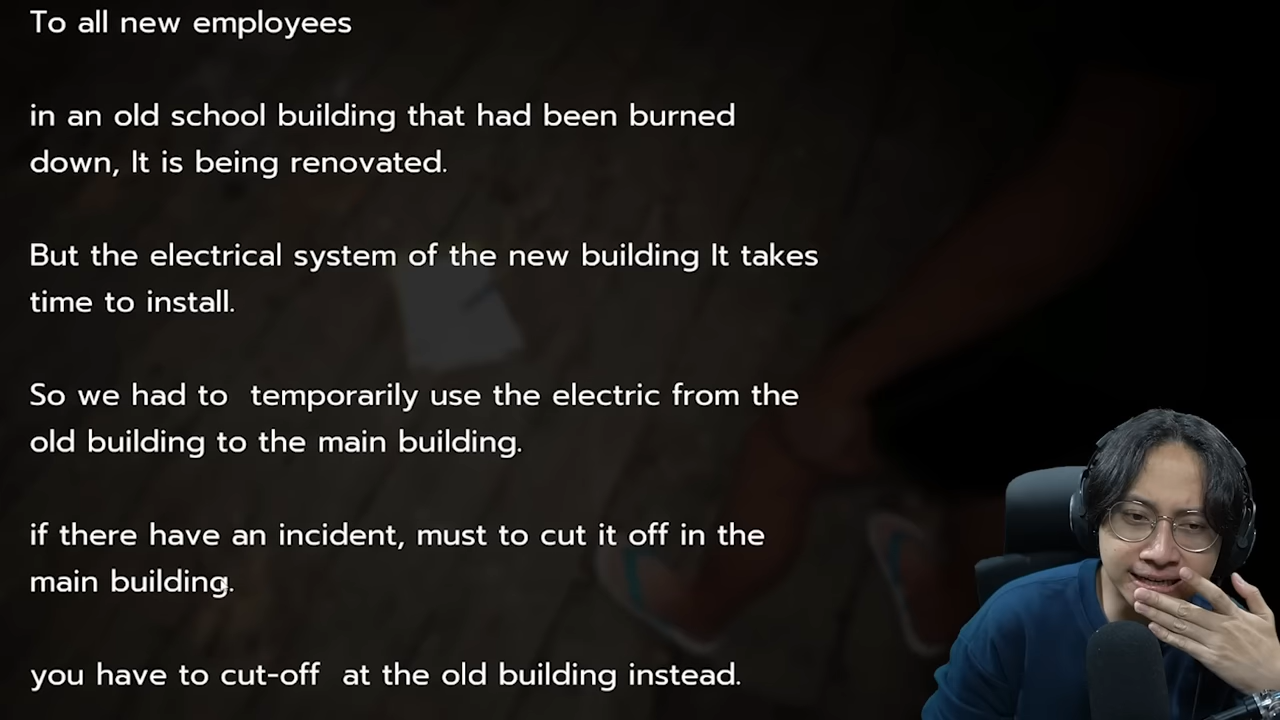 To all new employees
in an old school building that had been burned
down, It is being renovated.
But the electrical system of the new building It takes
time to install.
So we had to  temporarily use the electric from the
old building to the main building.
if there have an incident, must to cut it off in the
main building.
you have to cut-off  at the old building instead.